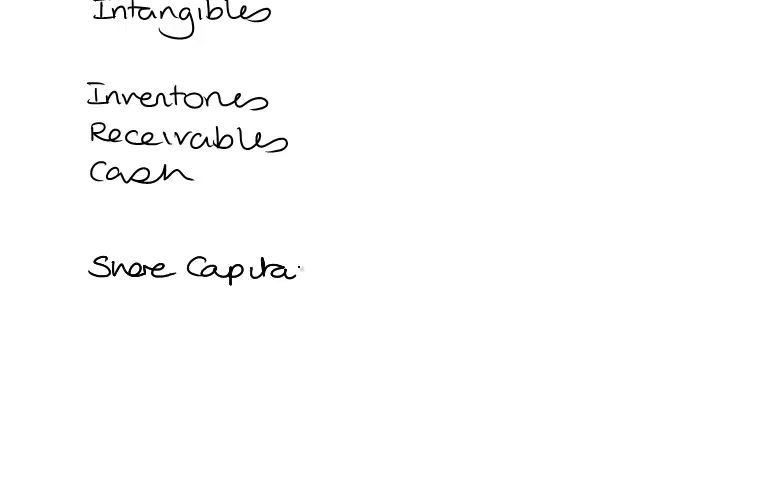 Intangibles
Inventories
Receivables
Cash
Share Capita